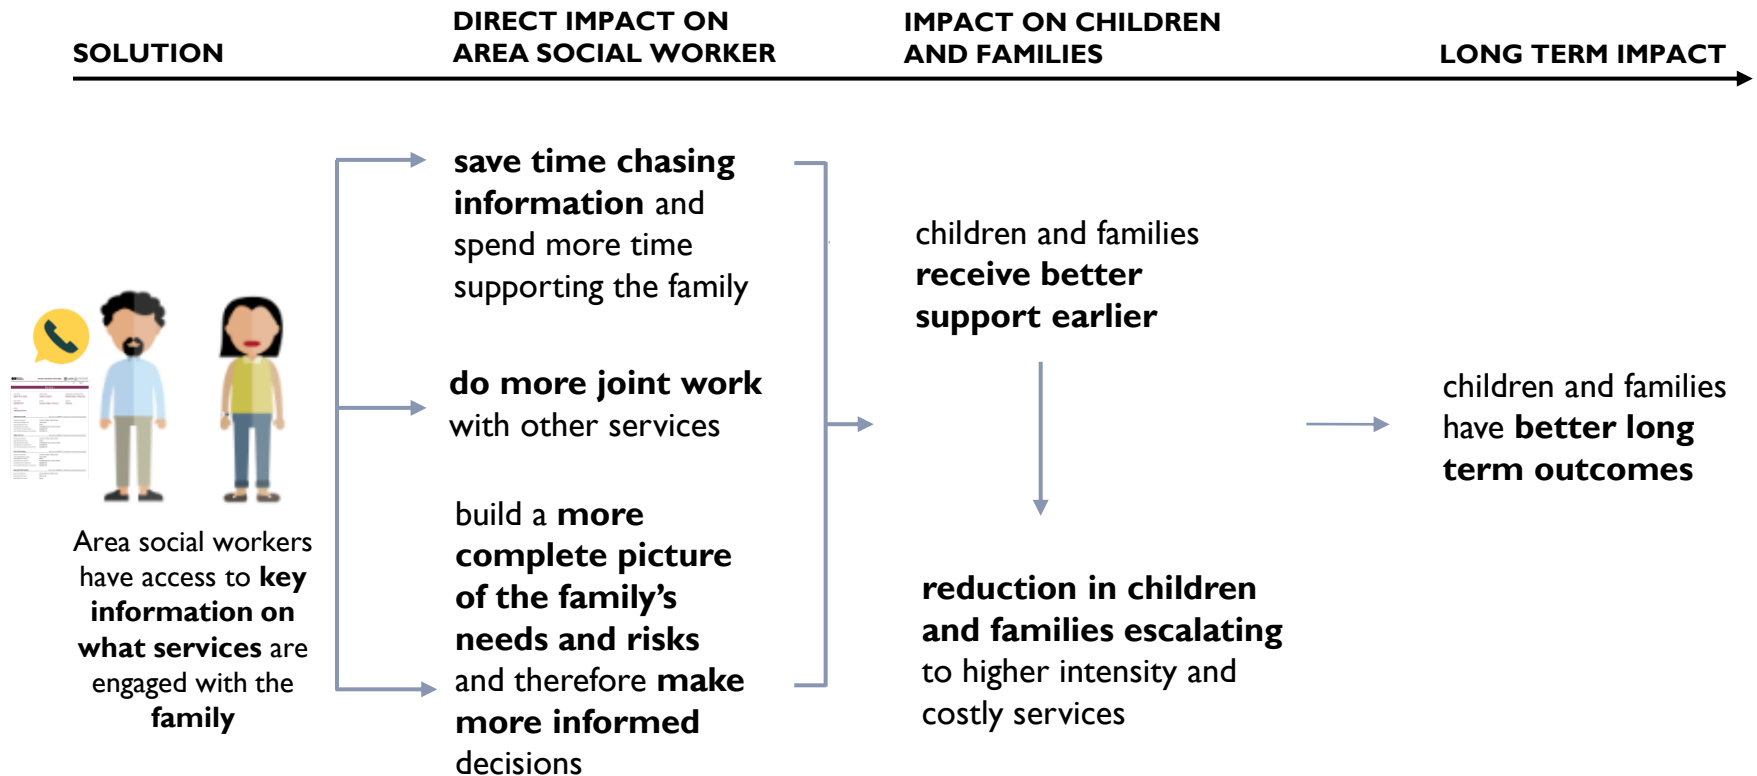 SOLUTION
DIRECT IMPACT ON
AREA SOCIAL WORKER
IMPACT ON CHILDREN
AND FAMILIES
LONG TERM IMPACT
Area social workers
have access to key
information on
what services are
engaged with the
family
save time chasing
information and
spend more time
supporting the family
do more joint work
with other services
build a more
complete picture
of the family’s
needs and risks
and therefore make
more informed
decisions
children and families
receive better
support earlier
reduction in children
and families escalating
to higher intensity and
costly services
children and families
have better long
term outcomes